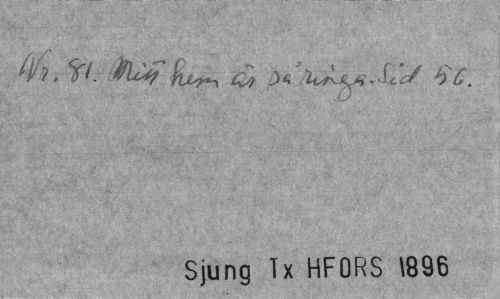 Nr. 81. Mitt hem är så ringa. Sid 56.
Sjung Tx HFORS 1896